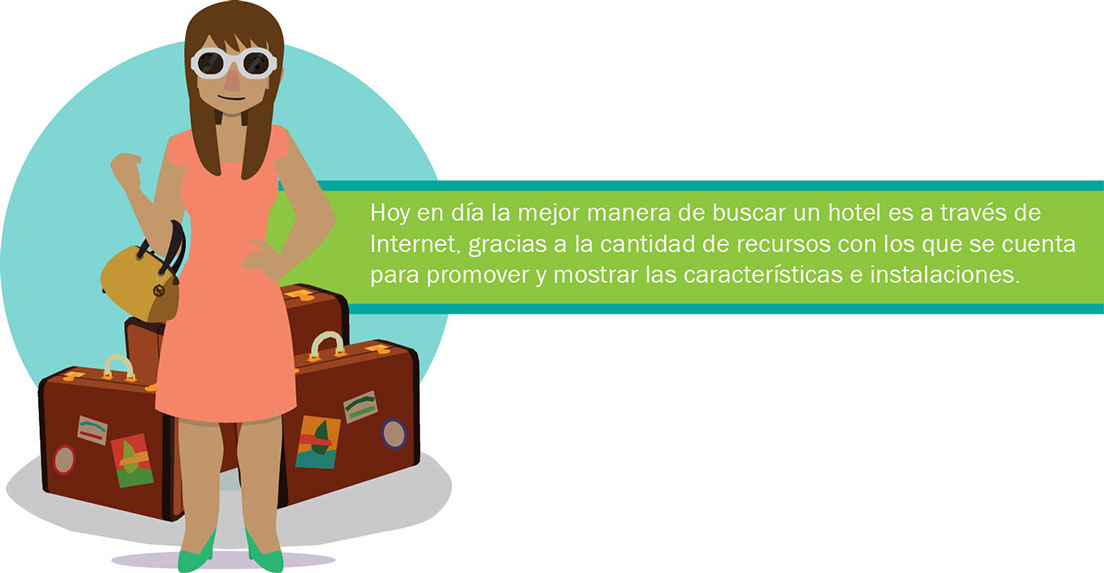 Hoy en día la mejor manera de buscar un hotel es a través de
Internet, gracias a la cantidad de recursos con los que se cuenta
para promover y mostrar las características e instalaciones.